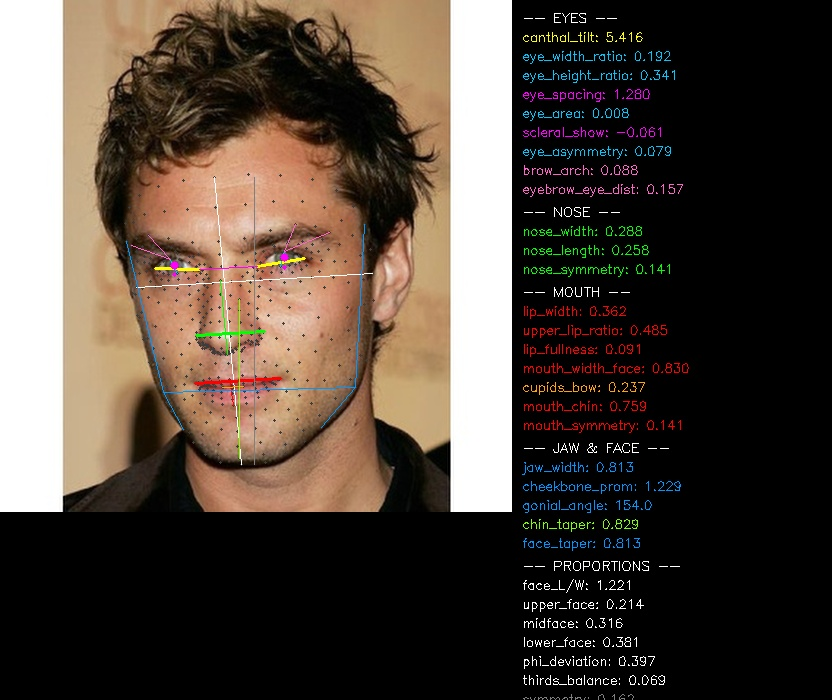 -- EYES --
canthal_tilt: 5.416
eye_width_ratio: 0.192
eye_height_ratio: 0.341
eye_spacing: 1.280
eye_area: 0.008
scleral_show: -0.061
eye_asymmetry: 0.079
brow_arch: 0.088
eyebrow_eye_dist: 0.157
-- NOSE --
nose_width: 0.288
nose_length: 0.258
nose_symmetry: 0.141
-- MOUTH --
lip_width: 0.362
upper_lip_ratio: 0.485
lip_fullness: 0.091
mouth_width_face: 0.830
cupids_bow: 0.237
mouth_chin: 0.759
mouth_symmetry: 0.141
-- JAW & FACE --
jaw_width: 0.813
cheekbone_prom: 1.229
gonial_angle: 154.0
chin_taper: 0.829
face_taper: 0.813
-- PROPORTIONS --
face_L/W: 1.221
upper_face: 0.214
midface: 0.316
lower_face: 0.381
phi_deviation: 0.397
thirds_balance: 0.069
symmetry: 0.162